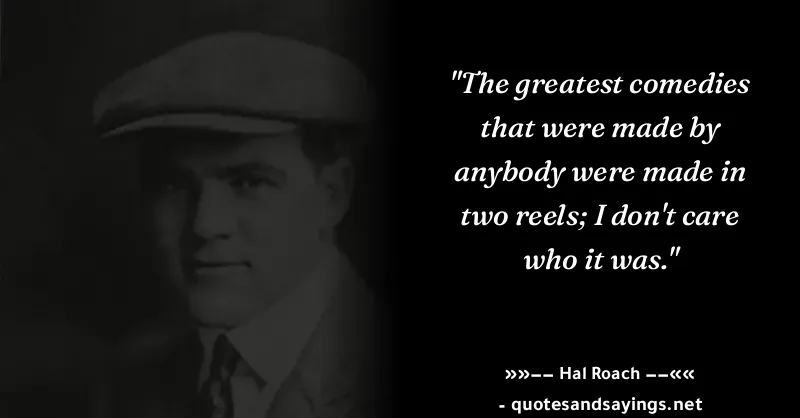 "The greatest comedies
that were made by
anybody were made in
two reels; I don't care
who it was."
»»−− Hal Roach −−««
- quotesandsayings.net